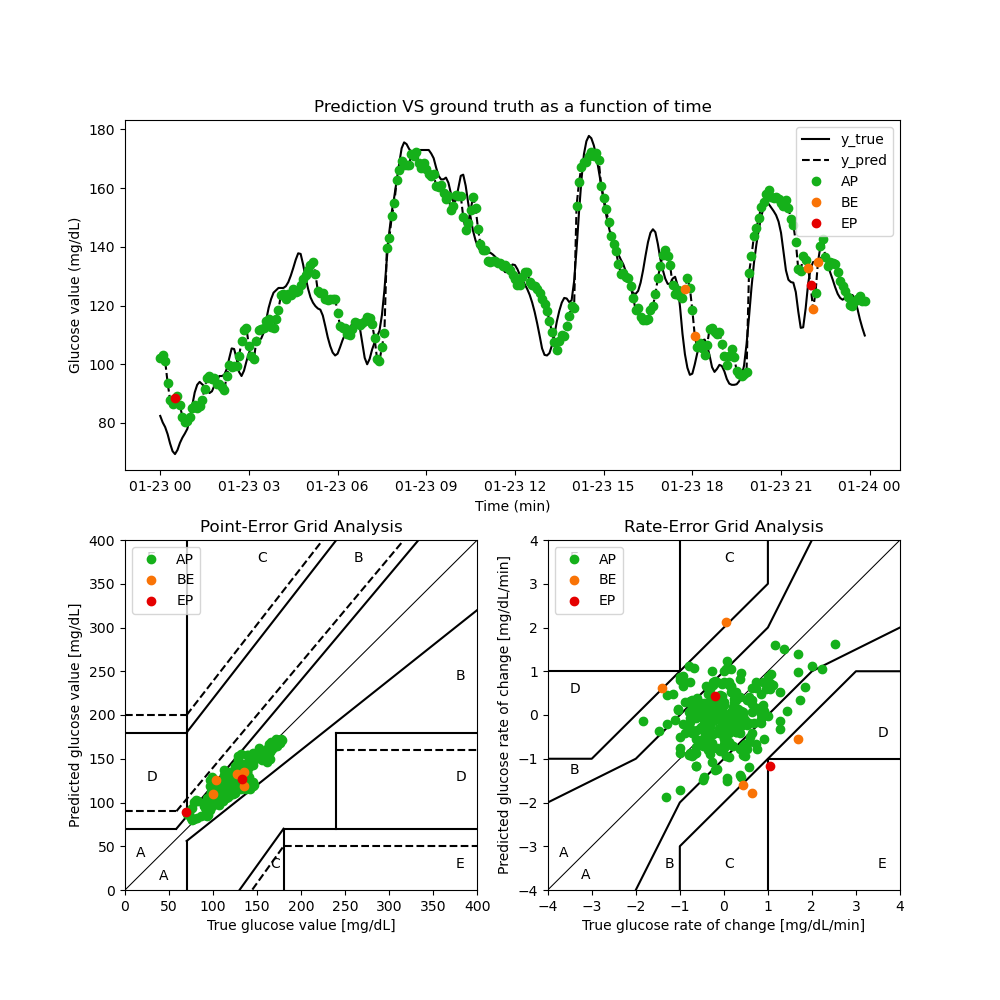 Prediction VS ground truth as a function of time
Glucose value (mg/dL)
180
160
140
120
100
80
y_true
y_pred
AP
BE
EP
01-23 00 01-23 03 01-23 06 01-23 09 01-23 12 01-23 15 01-23 18 01-23 21 01-24 00
Time (min)
Point-Error Grid Analysis
Predicted glucose value [mg/dL]
400
350
300
250
200
150
100
50
0
AP
BE
EP
C
B
B
D
D
A
A
C
E
0 50 100 150 200 250 300 350 400
True glucose value [mg/dL]
Rate-Error Grid Analysis
Predicted glucose rate of change [mg/dL/min]
4
3
2
1
0
−1
−2
−3
−4
AP
BE
EP
C
D
D
B
A
A
B
C
E
−4 −3 −2 −1 0 1 2 3 4
True glucose rate of change [mg/dL/min]